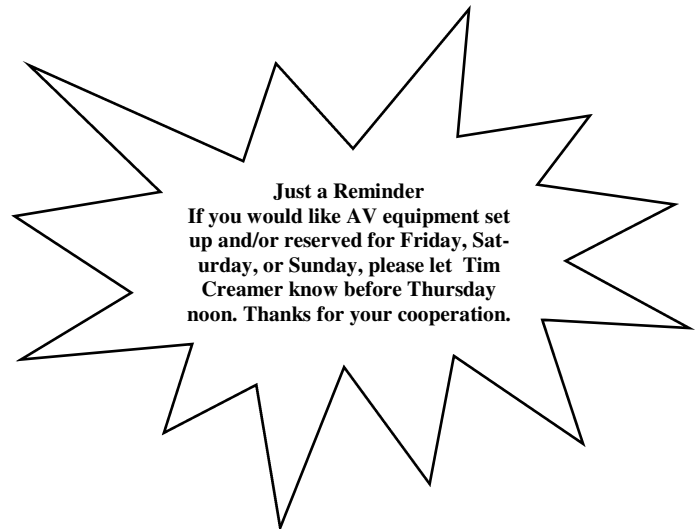 Just a Reminder
If you would like AV equipment set
up and/or reserved for Friday, Sat-
urday, or Sunday, please let  Tim
Creamer know before Thursday
noon. Thanks for your cooperation.